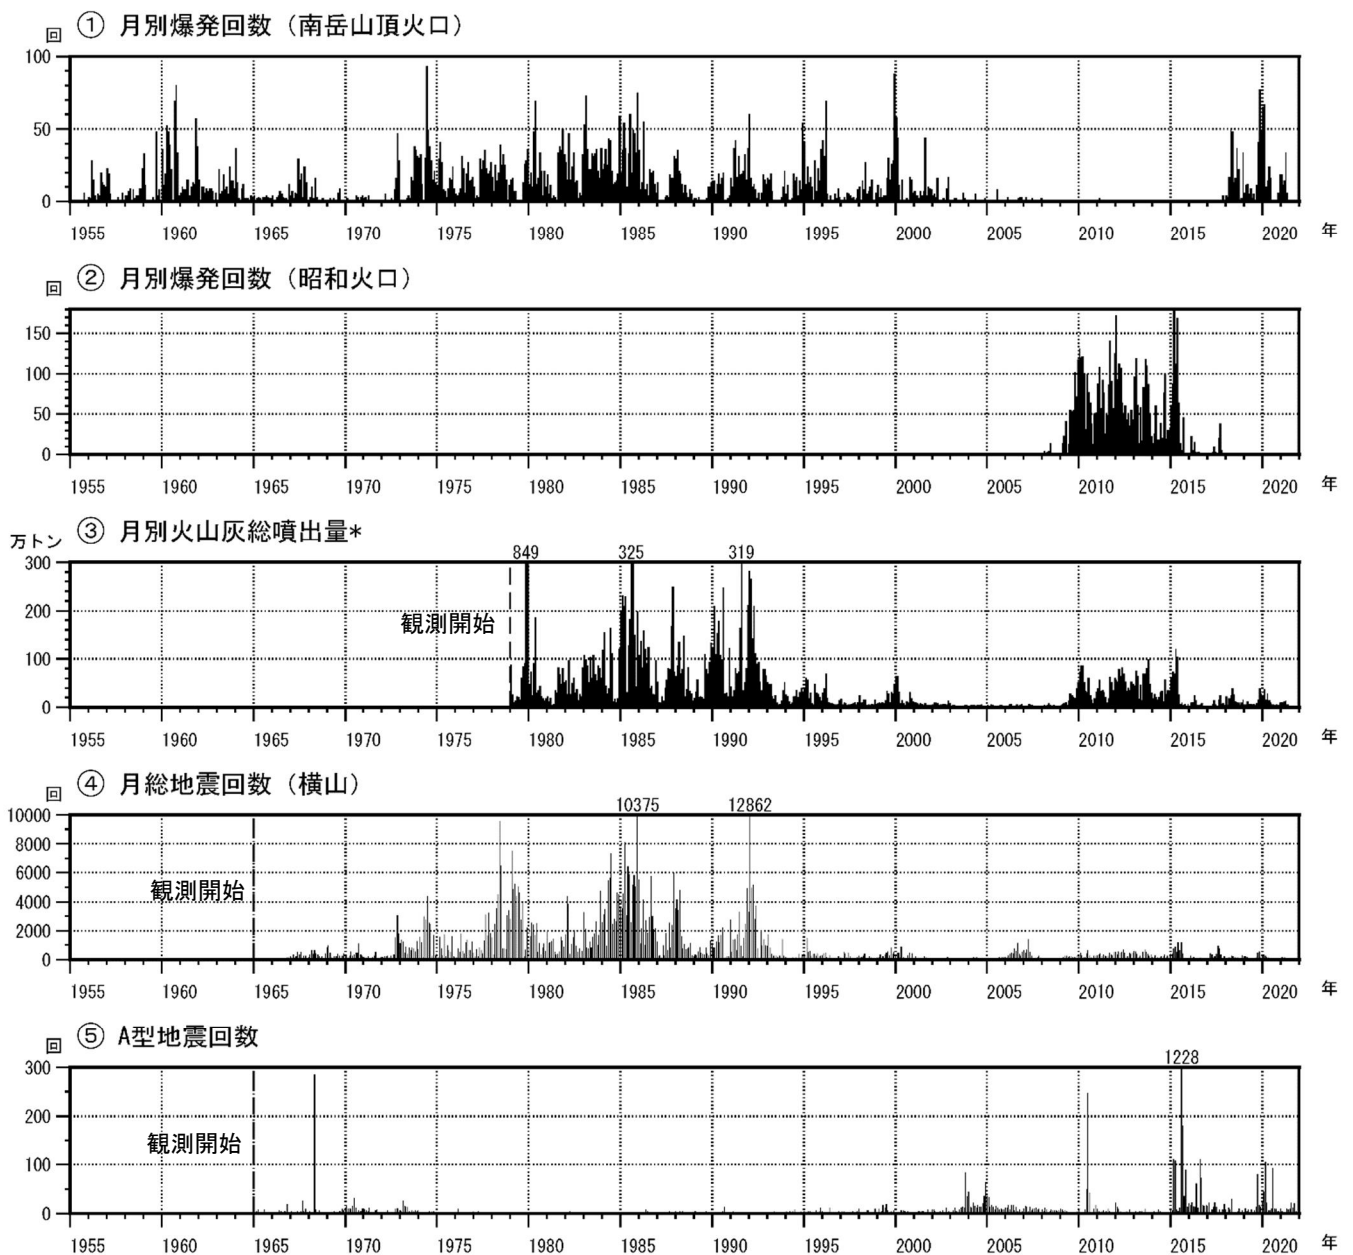 ① 月別爆発回数（南岳山頂火口）
回
100
50
0
1955 1960 1965 1970 1975 1980 1985 1990 1995 2000 2005 2010 2015 2020 年
② 月別爆発回数（昭和火口）
回
150
100
50
0
1955 1960 1965 1970 1975 1980 1985 1990 1995 2000 2005 2010 2015 2020 年
③ 月別火山灰総噴出量*
万トン
849 325 319
300
200
観測開始
100
0
1955 1960 1965 1970 1975 1980 1985 1990 1995 2000 2005 2010 2015 2020 年
④ 月総地震回数（横山）
回
10375 12862
10000
8000
6000
観測開始
4000
2000
0
1955 1960 1965 1970 1975 1980 1985 1990 1995 2000 2005 2010 2015 2020 年
⑤ A型地震回数
回
1228
300
200
観測開始
100
0
1955 1960 1965 1970 1975 1980 1985 1990 1995 2000 2005 2010 2015 2020 年